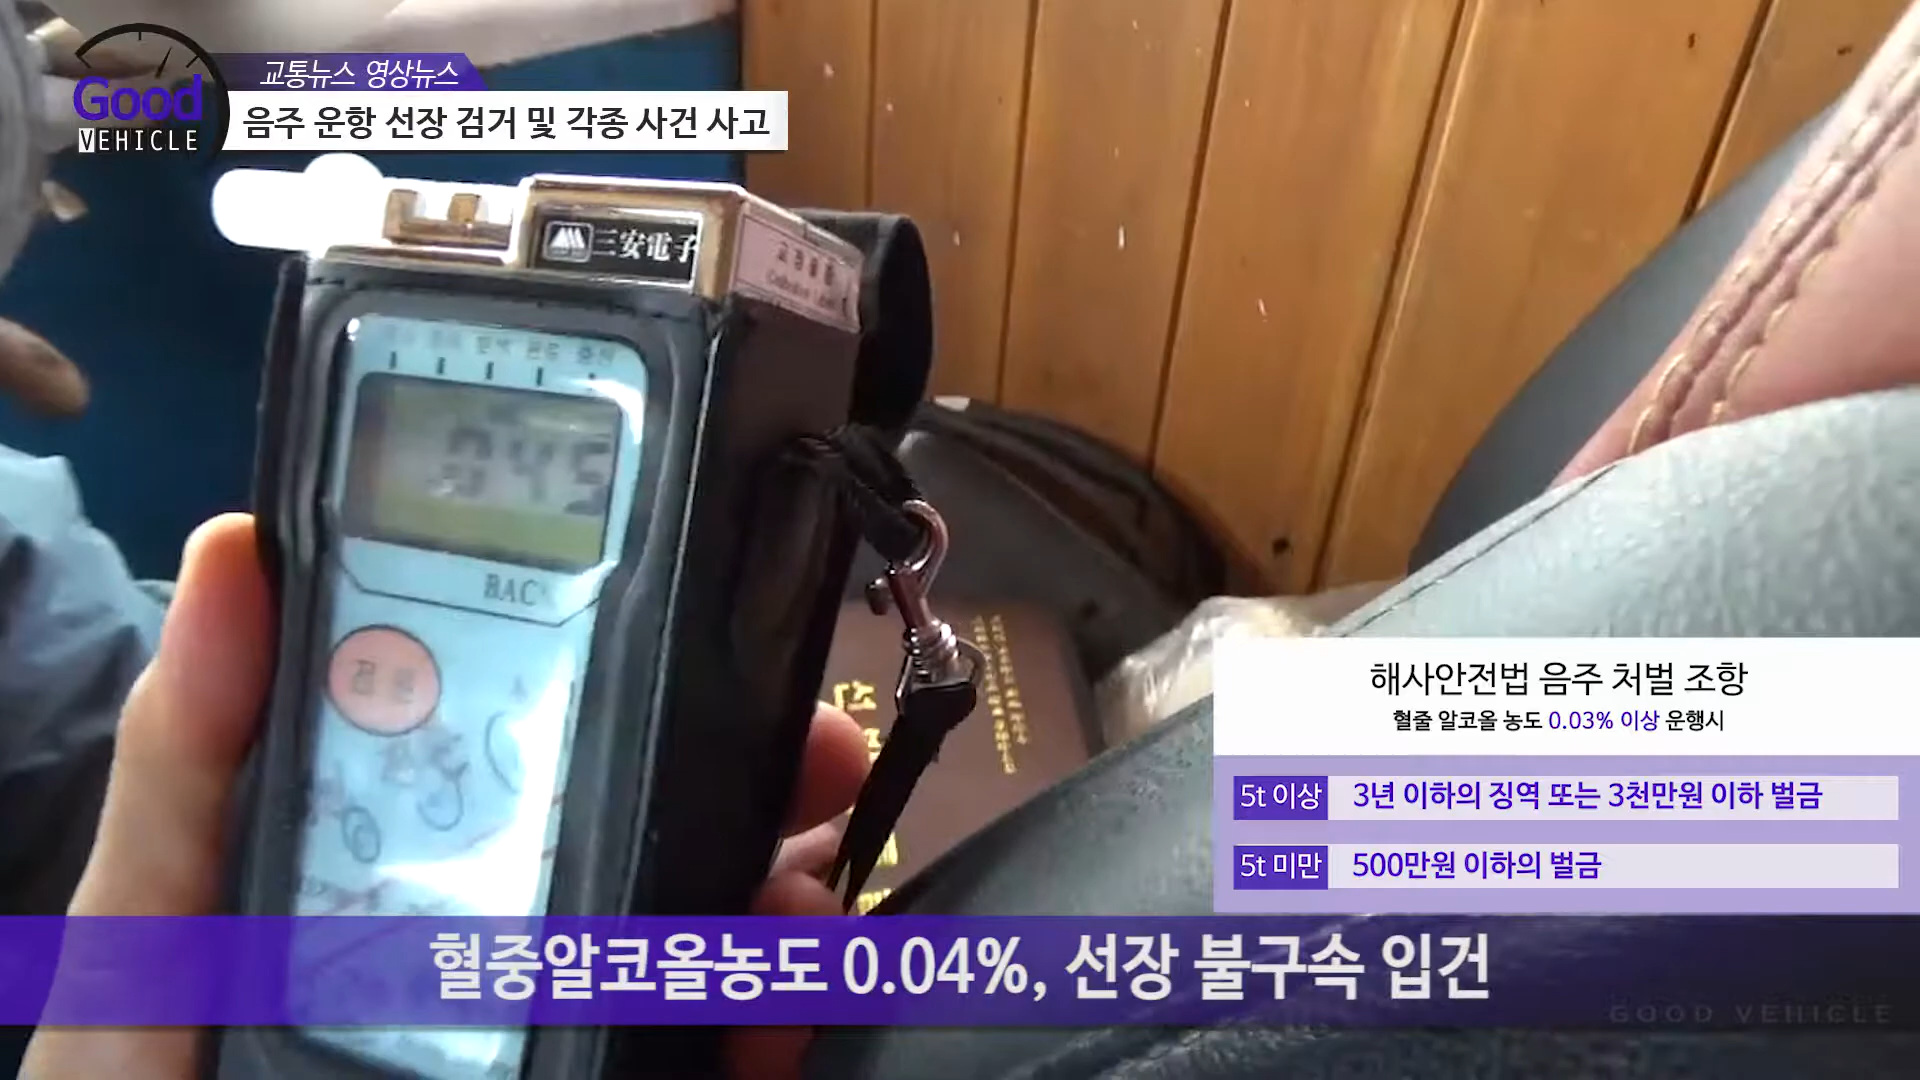 교통뉴스 영상뉴스
Good
VEHICLE
음주 운항 선장 검거 및 각종 사건 사고
三安電子
045
BAC
해사안전법 음주 처벌 조항
혈줄 알코올 농도 0.03% 이상 운행시
5t 이상 3년 이하의 징역 또는 3천만원 이하 벌금
5t 미만 500만원 이하의 벌금
혈중알코올농도 0.04%, 선장 불구속 입건
GOOD VEHICLE